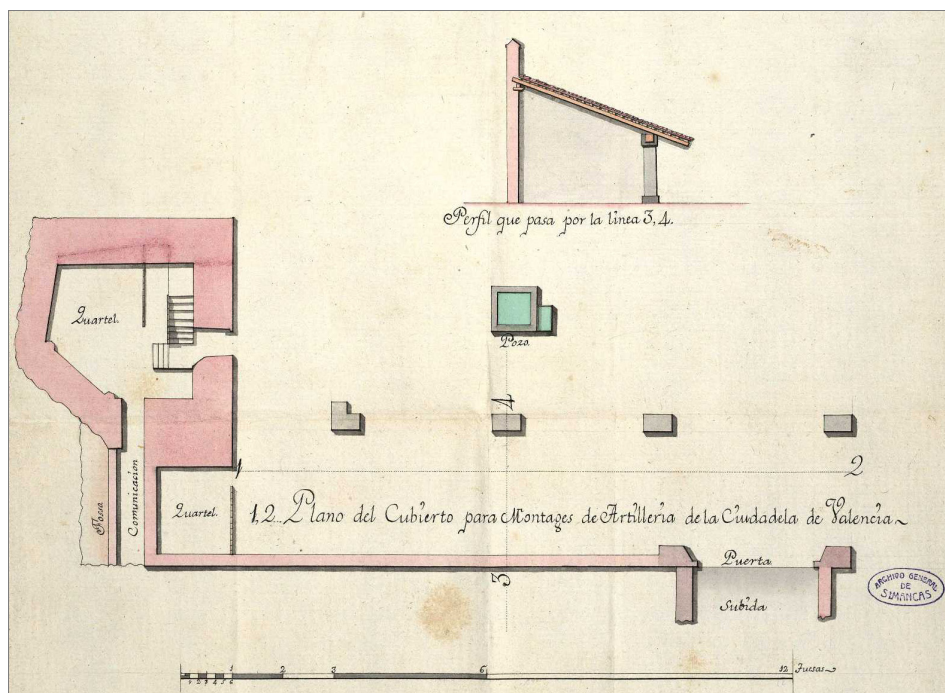 Perfil que pasa por la linea 3, 4.
Quartel.
Pozo.
4
1
2
Comunicacion
Fosa
Quartel.
1, 2.. Plano del Cubierto para Montages de Artilleria de la Ciudadela de Valencia
3
Puerta.
Subida
ARCHIVO GENERAL
DE
SIMANCAS
1 2 3 6 12